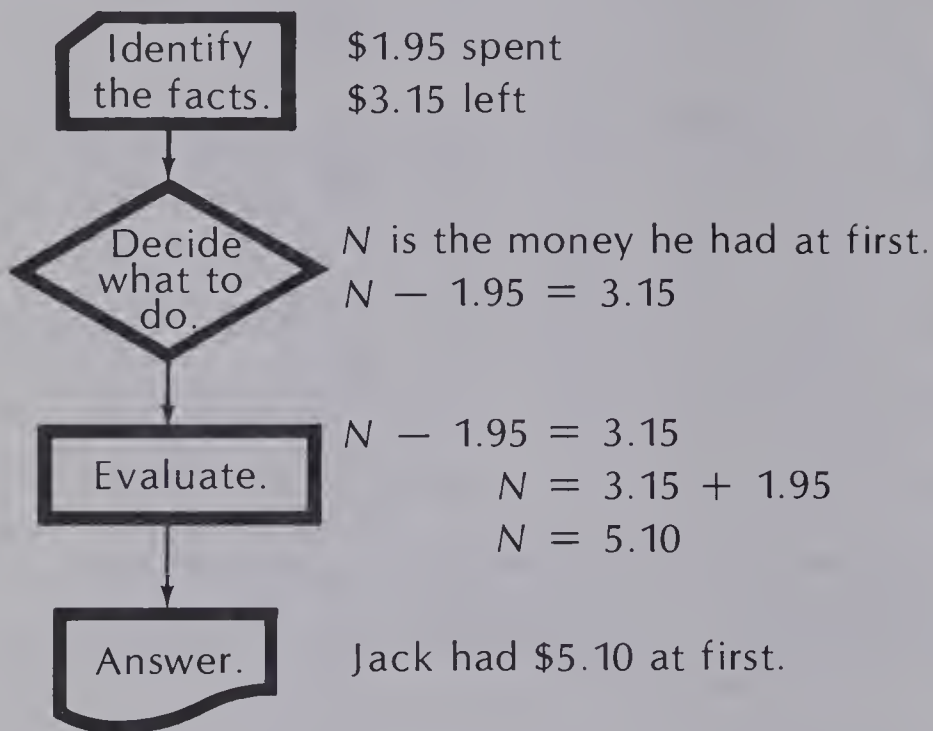 Identify
the facts.
$1.95 spent
$3.15 left
Decide
what to
do.
N is the money he had at first.
N — 1.95 = 3.15
Evaluate.
N — 1.95 = 3.15
N = 3.15 + 1.95
N = 5.10
Answer.
Jack had $5.10 at first.